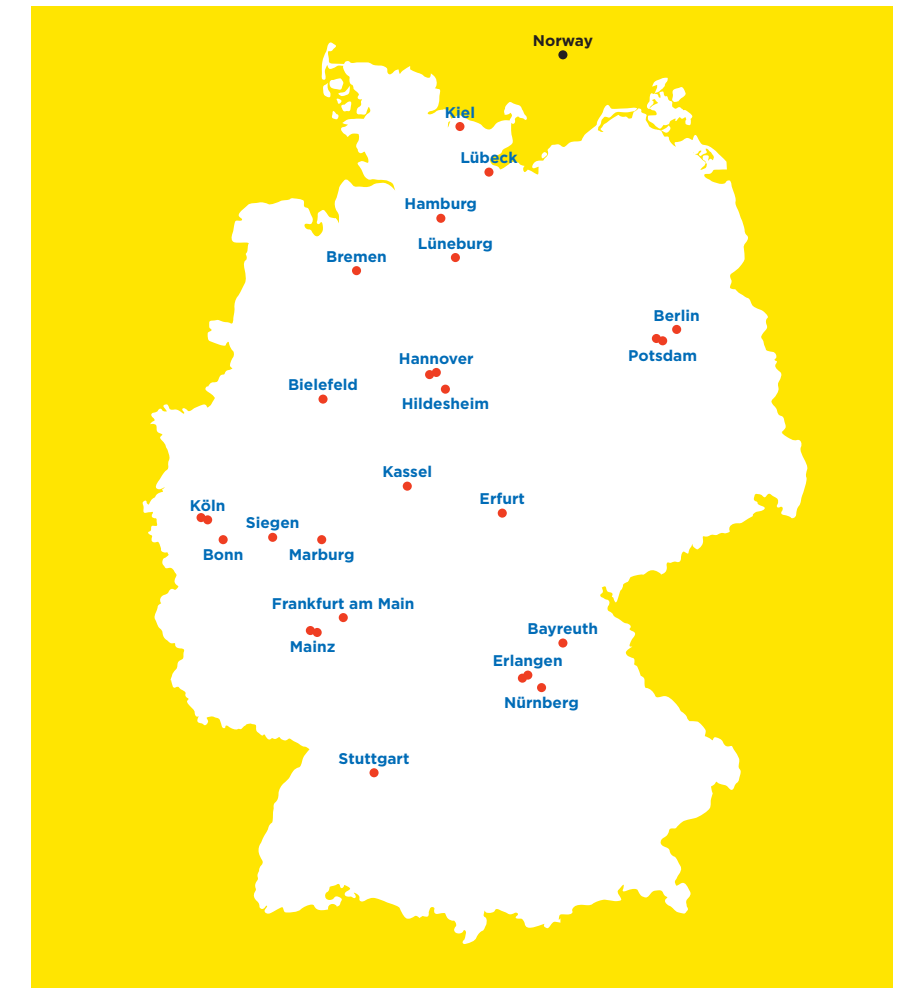 Norway
Kiel
Lübeck
Hamburg
Lüneburg
Bremen
Berlin
Potsdam
Hannover
Bielefeld
Hildesheim
Kassel
Erfurt
Köln
Siegen
Bonn
Marburg
Frankfurt am Main
Mainz
Bayreuth
Erlangen
Nürnberg
Stuttgart